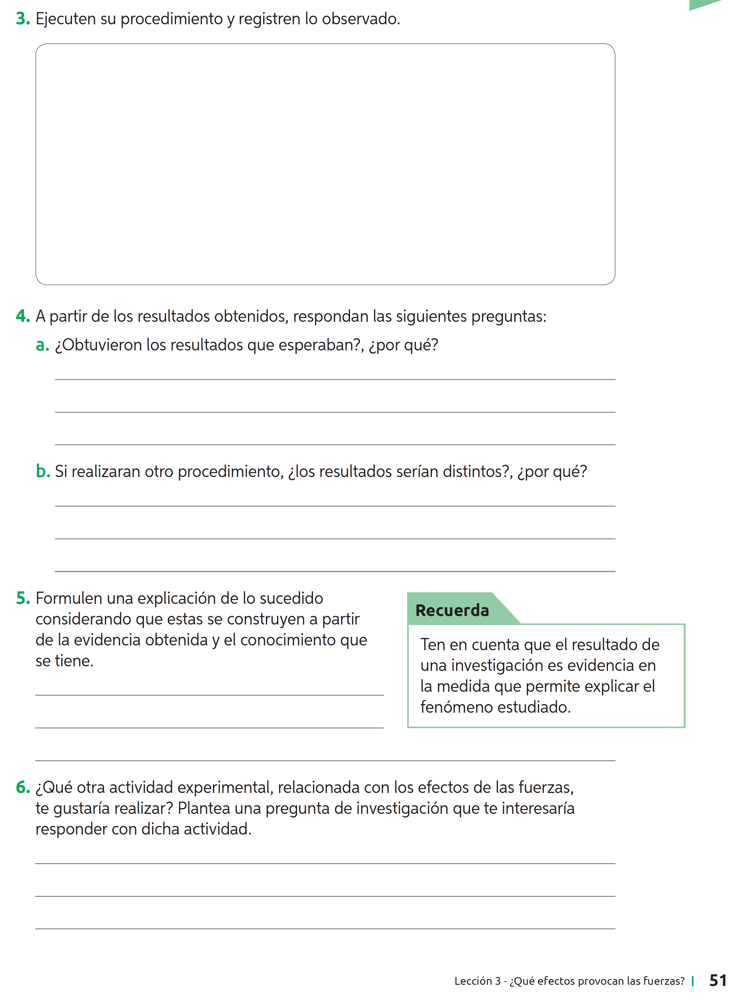 3. Ejecuten su procedimiento y registren lo observado.
4. A partir de los resultados obtenidos, respondan las siguientes preguntas:
a. ¿Obtuvieron los resultados que esperaban?, ¿por qué?
b. Si realizaran otro procedimiento, ¿los resultados serían distintos?, ¿por qué?
5. Formulen una explicación de lo sucedido
considerando que estas se construyen a partir
de la evidencia obtenida y el conocimiento que
se tiene.
Recuerda
Ten en cuenta que el resultado de
una investigación es evidencia en
la medida que permite explicar el
fenómeno estudiado.
6. ¿Qué otra actividad experimental, relacionada con los efectos de las fuerzas,
te gustaría realizar? Plantea una pregunta de investigación que te interesaría
responder con dicha actividad.
Lección 3 - ¿Qué efectos provocan las fuerzas? | 51